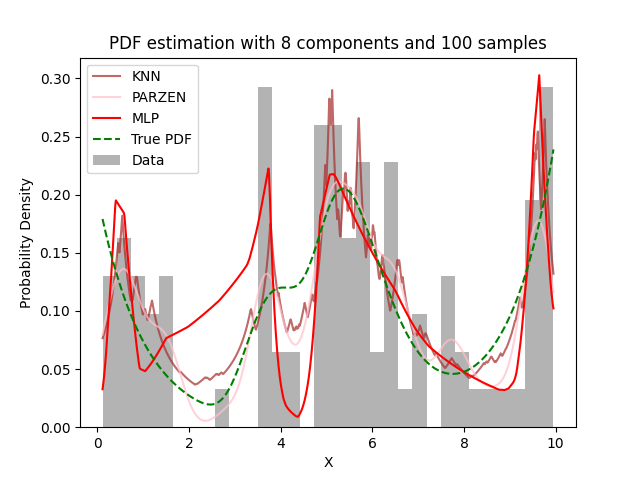 PDF estimation with 8 components and 100 samples
KNN
PARZEN
MLP
True PDF
Data
Probability Density
0.30
0.25
0.20
0.15
0.10
0.05
0.00
0 2 4 6 8 10
X